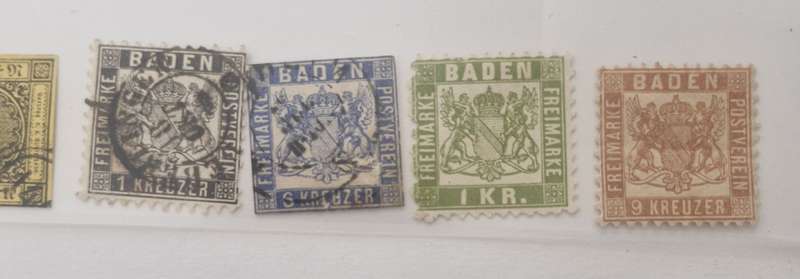 BADEN
FREIMARKE
POSTVEREIN
1 KREUZER
BADEN
FREIMARKE
POSTVEREIN
6 KREUZER
BADEN
FREIMARKE
FREIMARKE
1 KR.
BADEN
FREIMARKE
POSTVEREIN
9 KREUZER